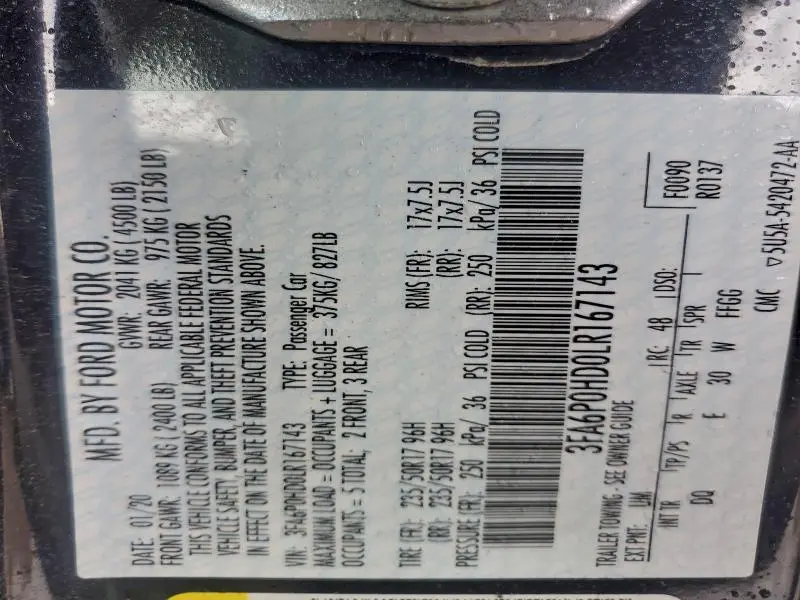 MFD. BY FORD MOTOR CO.
DATE: 01/20 GVWR: 2041 KG ( 4500 LB)
FRONT GAWR: 1089 KG ( 2400 LB) REAR GAWR: 975 KG ( 2150 LB)
THIS VEHICLE CONFORMS TO ALL APPLICABLE FEDERAL MOTOR
VEHICLE SAFETY, BUMPER, AND THEFT PREVENTION STANDARDS
IN EFFECT ON THE DATE OF MANUFACTURE SHOWN ABOVE.
VIN: 3FA6P0HD0LR167143 TYPE: Passenger Car
MAXIMUM LOAD = OCCUPANTS + LUGGAGE = 375KG/ 827LB
OCCUPANTS = 5 TOTAL; 2 FRONT, 3 REAR
TIRE (FR): 235/50R17 96H RIMS (FR): 17x7.5J
(RR): 235/50R17 96H (RR): 17x7.5J
PRESSURE (FR): 250 kPa/ 36 PSI COLD (RR): 250 kPa/ 36 PSI COLD
3FA6P0HD0LR167143
TRAILER TOWING - SEE OWNER GUIDE F0090
EXT PNT: UM RC: 48 DSO: R0137
INT TR TP/PS R AXLE TR SPR
DQ E 30 W FFGG
CMC ▽5U5A-5420472-AA